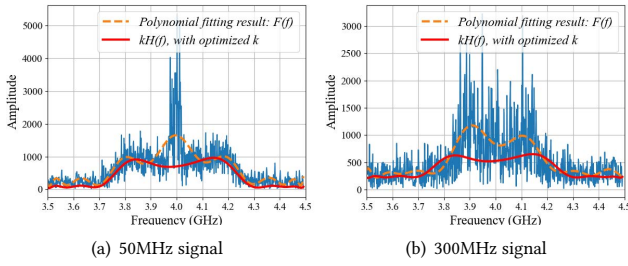 Polynomial fitting result: F(f)
kH(f), with optimized k
Amplitude
5000
4000
3000
2000
1000
0
3.5 3.6 3.7 3.8 3.9 4.0 4.1 4.2 4.3 4.4 4.5
Frequency (GHz)
(a) 50MHz signal
Polynomial fitting result: F(f)
kH(f), with optimized k
Amplitude
3000
2500
2000
1500
1000
500
0
3.5 3.6 3.7 3.8 3.9 4.0 4.1 4.2 4.3 4.4 4.5
Frequency (GHz)
(b) 300MHz signal